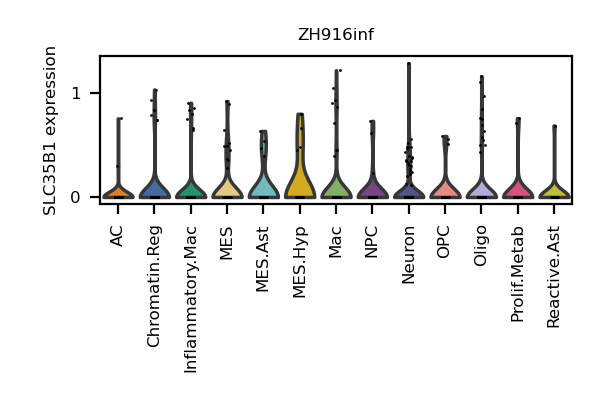 ZH916inf
SLC35B1 expression
1
0
AC
Chromatin.Reg
Inflammatory.Mac
MES
MES.Ast
MES.Hyp
Mac
NPC
Neuron
OPC
Oligo
Prolif.Metab
Reactive.Ast